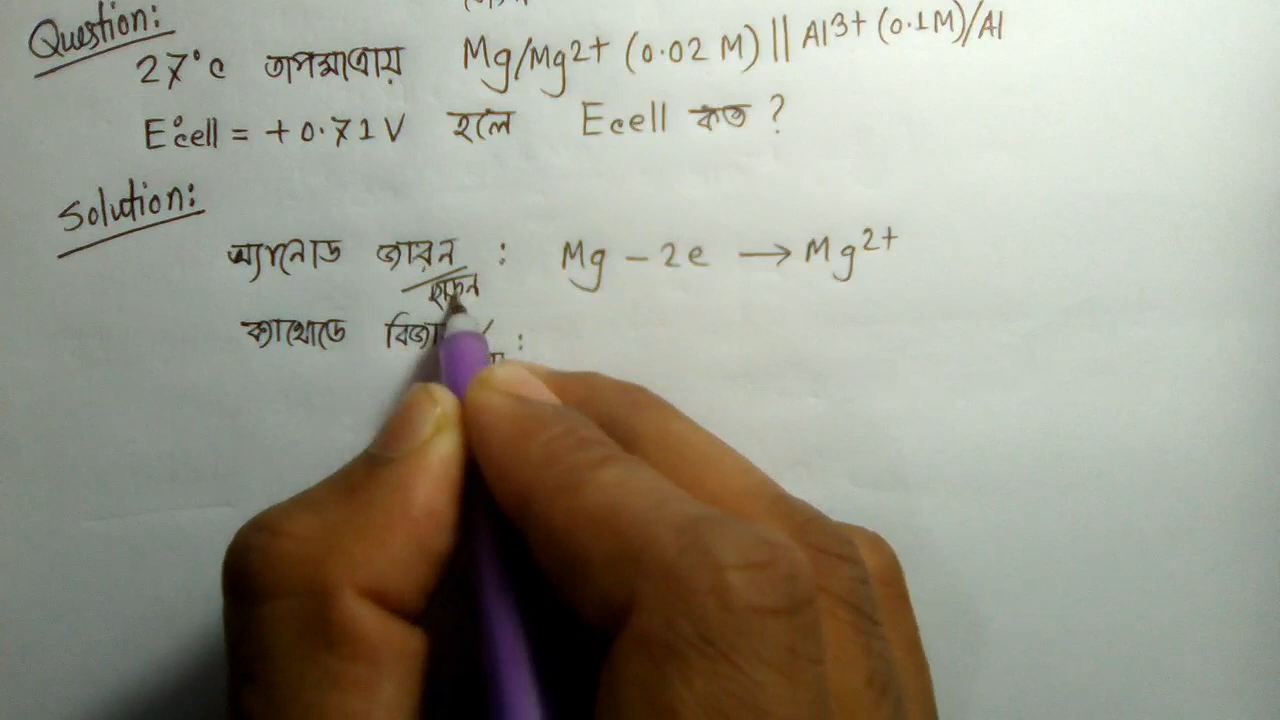 Question:
27°c তাপমাত্রায় Mg/Mg2+ (0.02 M) || Al3+ (0.1M)/Al
E°cell = +0.71V হলে Ecell কত ?
Solution:
অ্যানোড জারন : Mg - 2e → Mg2+
ক্যাথোডে :